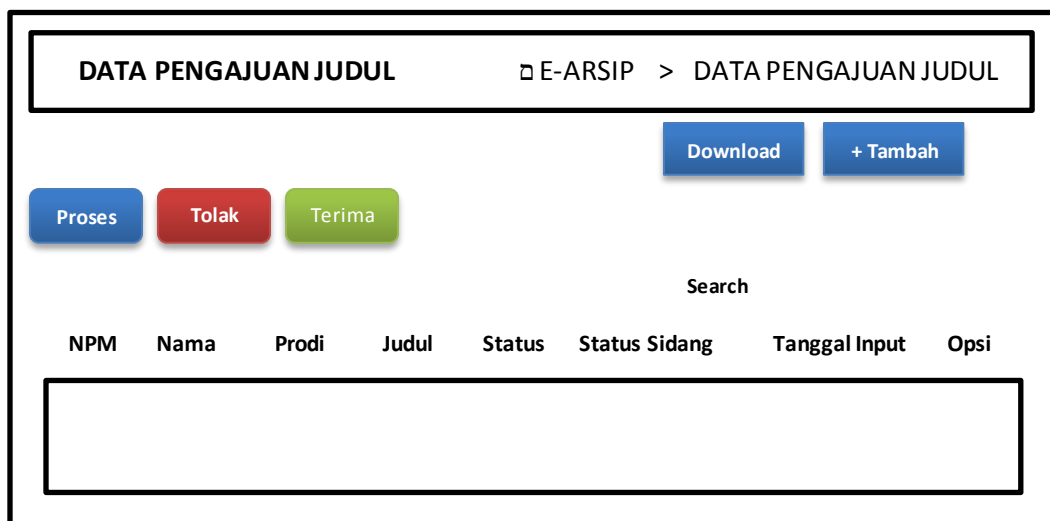 DATA PENGAJUAN JUDUL ם E-ARSIP > DATA PENGAJUAN JUDUL
Download + Tambah
Proses Tolak Terima
Search
NPM Nama Prodi Judul Status Status Sidang Tanggal Input Opsi